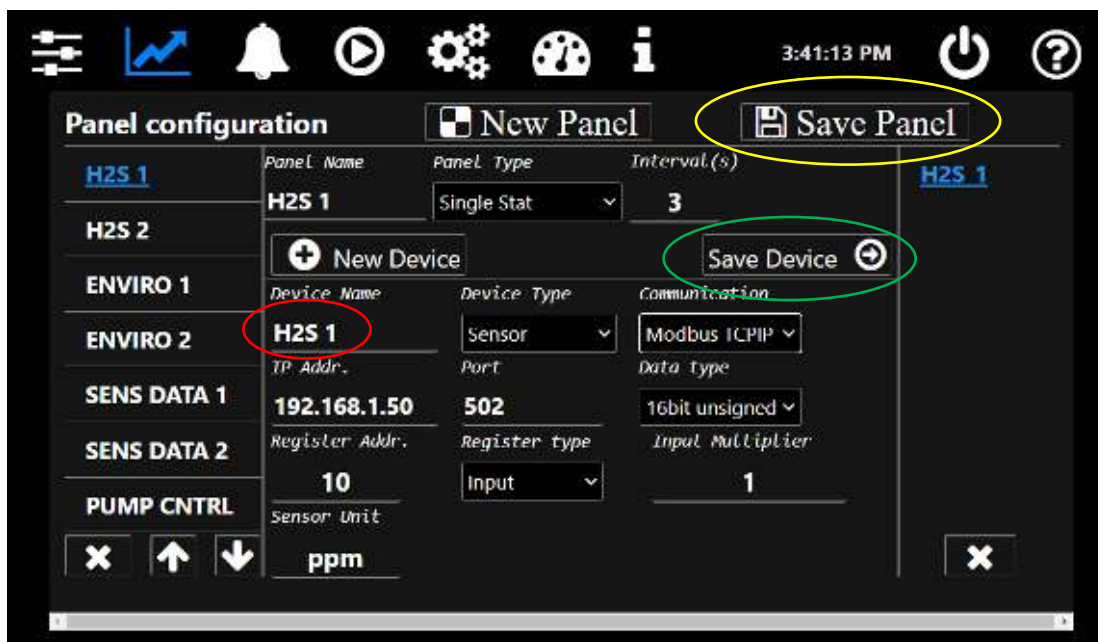 3:41:13 PM
Panel configuration New Panel Save Panel
H2S 1
H2S 2
ENVIRO 1
ENVIRO 2
SENS DATA 1
SENS DATA 2
PUMP CNTRL
Panel Name Panel Type Interval(s)
H2S 1 Single Stat 3
New Device Save Device
Device Name Device Type Communication
H2S 1 Sensor Modbus TCPIP
IP Addr. Port Data type
192.168.1.50 502 16bit unsigned
Register Addr. Register type Input Multiplier
10 Input 1
Sensor Unit
ppm
H2S 1